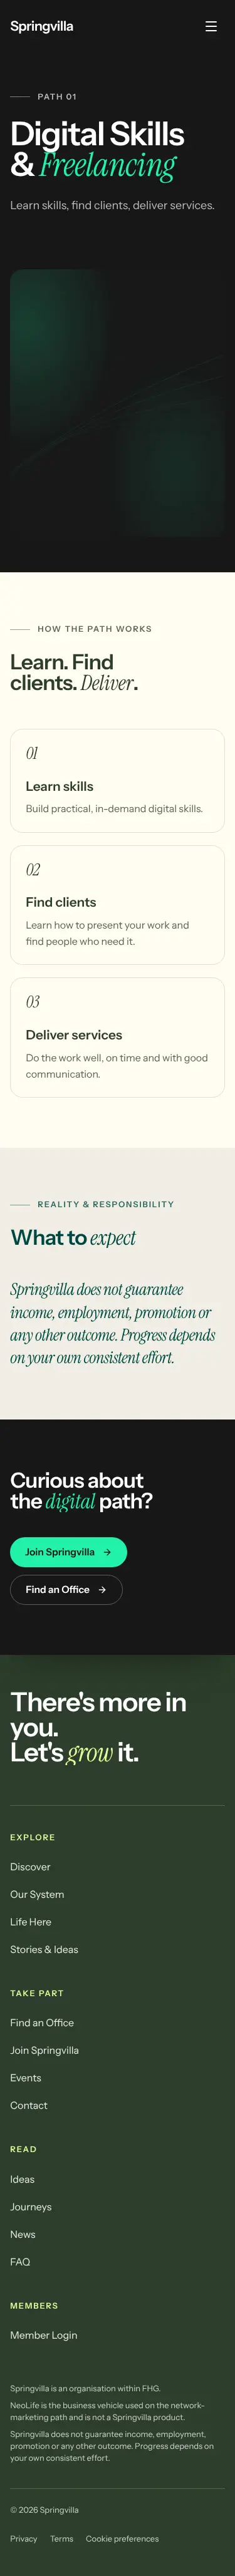 Springvilla
PATH 01
Digital Skills
& Freelancing
Learn skills, find clients, deliver services.
HOW THE PATH WORKS
Learn. Find
clients. Deliver.
01
Learn skills
Build practical, in-demand digital skills.
02
Find clients
Learn how to present your work and
find people who need it.
03
Deliver services
Do the work well, on time and with good
communication.
REALITY & RESPONSIBILITY
What to expect
Springvilla does not guarantee
income, employment, promotion or
any other outcome. Progress depends
on your own consistent effort.
Curious about
the digital path?
Join Springvilla →
Find an Office →
There's more in
you.
Let's grow it.
EXPLORE
Discover
Our System
Life Here
Stories & Ideas
TAKE PART
Find an Office
Join Springvilla
Events
Contact
READ
Ideas
Journeys
News
FAQ
MEMBERS
Member Login
Springvilla is an organisation within FHG.
NeoLife is the business vehicle used on the network-
marketing path and is not a Springvilla product.
Springvilla does not guarantee income, employment,
promotion or any other outcome. Progress depends on
your own consistent effort.
© 2026 Springvilla
Privacy Terms Cookie preferences